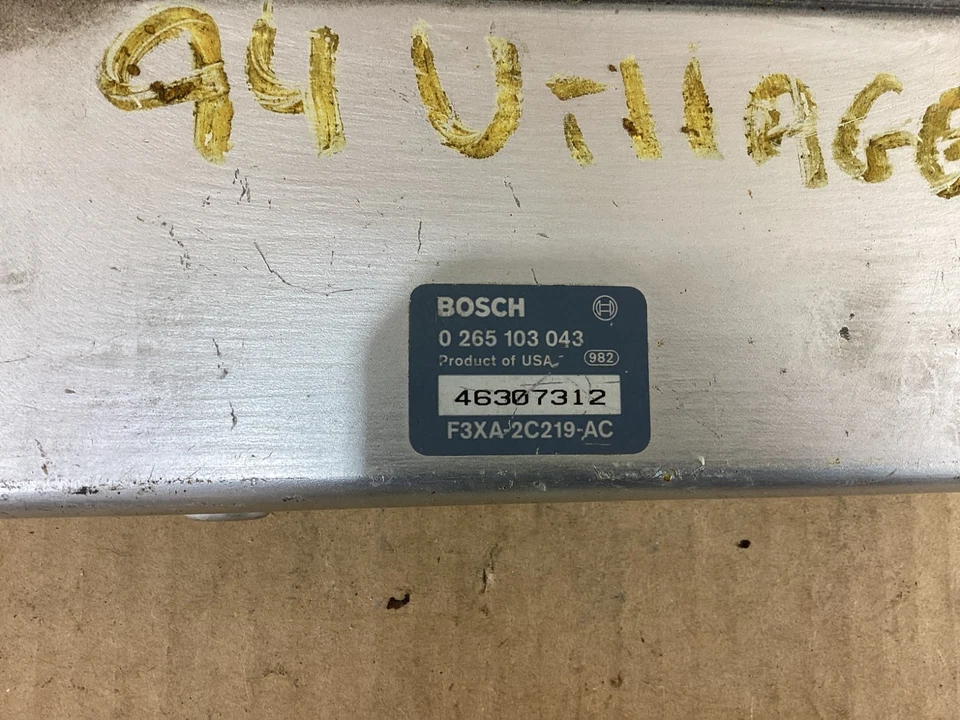 94 VillAGE
BOSCH
0 265 103 043
Product of USA
982
46307312
F3XA-2C219-AC